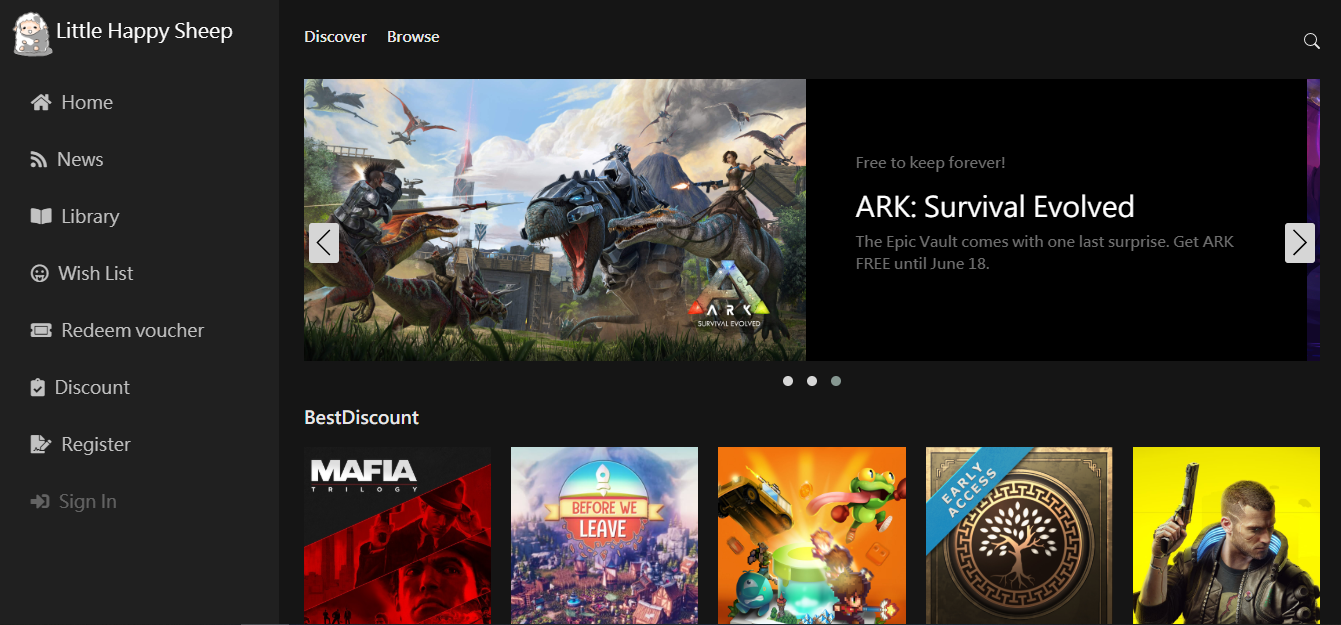 Little Happy Sheep
Home
News
Library
Wish List
Redeem voucher
Discount
Register
Sign In
Discover
Browse
ARK
SURVIVAL EVOLVED
Free to keep forever!
ARK: Survival Evolved
The Epic Vault comes with one last surprise. Get ARK
FREE until June 18.
BestDiscount
MAFIA
TRILOGY
BEFORE WE
LEAVE
EARLY
ACCESS